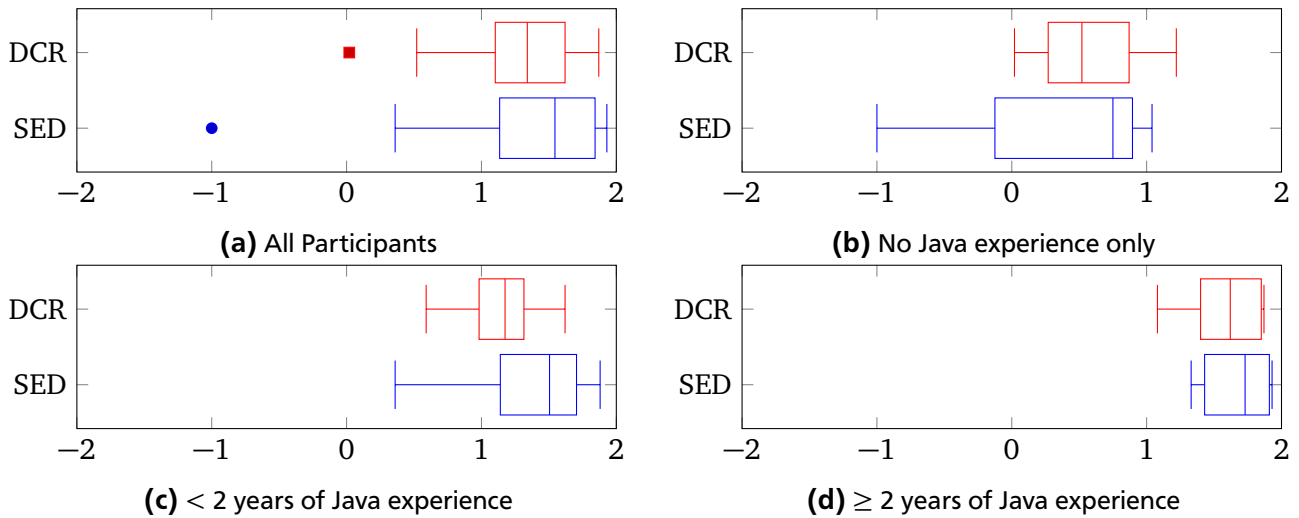 DCR
SED
−2 −1 0 1 2
(a) All Participants
DCR
SED
−2 −1 0 1 2
(b) No Java experience only
DCR
SED
−2 −1 0 1 2
(c) < 2 years of Java experience
DCR
SED
−2 −1 0 1 2
(d) ≥ 2 years of Java experience